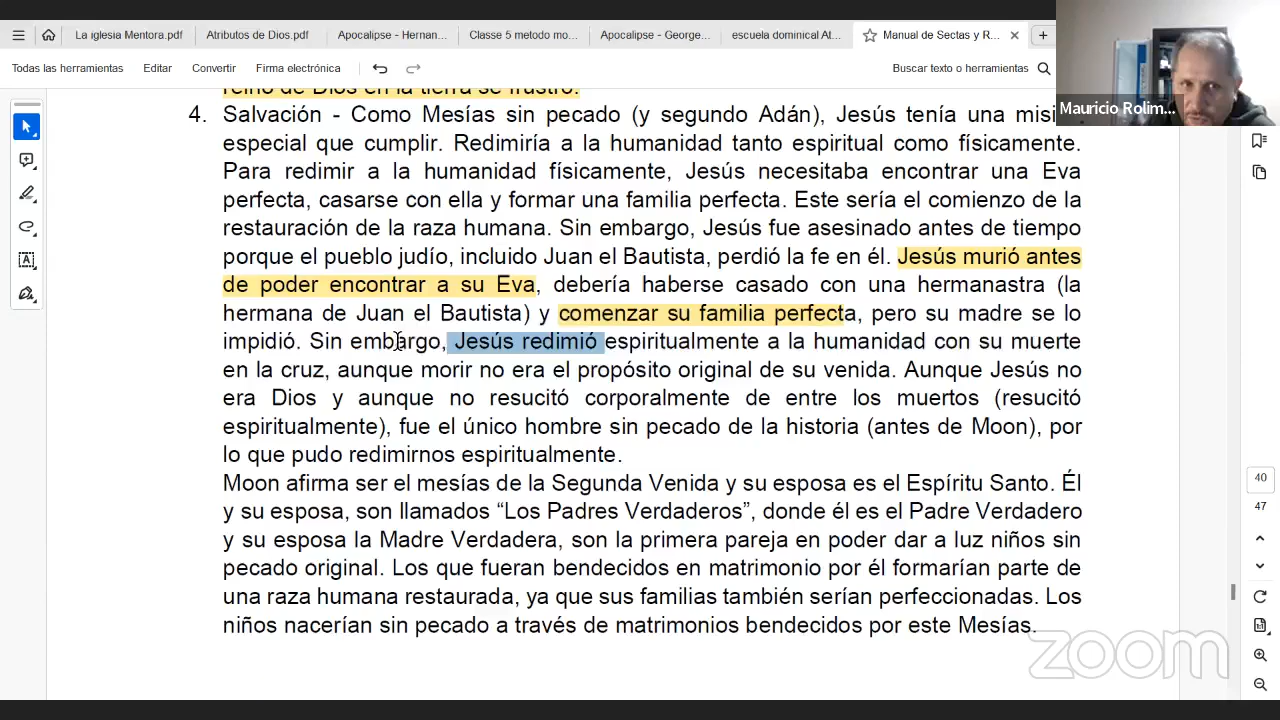 La iglesia Mentora.pdf
Atributos de Dios.pdf
Apocalipse - Hernan...
Classe 5 metodo mo...
Apocalipse - George...
escuela dominical Al...
Manual de Sectas y R...
Todas las herramientas
Editar
Convertir
Firma electrónica
Buscar texto o herramientas
Mauricio Rolim...
reino de Dios en la tierra se frustró.
4. Salvación - Como Mesías sin pecado (y segundo Adán), Jesús tenía una
especial que cumplir. Redimiría a la humanidad tanto espiritual como físicamente.
Para redimir a la humanidad físicamente, Jesús necesitaba encontrar una Eva
perfecta, casarse con ella y formar una familia perfecta. Este sería el comienzo de la
restauración de la raza humana. Sin embargo, Jesús fue asesinado antes de tiempo
porque el pueblo judío, incluido Juan el Bautista, perdió la fe en él. Jesús murió antes
de poder encontrar a su Eva, debería haberse casado con una hermanastra (la
hermana de Juan el Bautista) y comenzar su familia perfecta, pero su madre se lo
impidió. Sin embargo, Jesús redimió espiritualmente a la humanidad con su muerte
en la cruz, aunque morir no era el propósito original de su venida. Aunque Jesús no
era Dios y aunque no resucitó corporalmente de entre los muertos (resucitó
espiritualmente), fue el único hombre sin pecado de la historia (antes de Moon), por
lo que pudo redimirnos espiritualmente.
Moon afirma ser el mesías de la Segunda Venida y su esposa es el Espíritu Santo. Él
y su esposa, son llamados “Los Padres Verdaderos”, donde él es el Padre Verdadero
y su esposa la Madre Verdadera, son la primera pareja en poder dar a luz niños sin
pecado original. Los que fueran bendecidos en matrimonio por él formarían parte de
una raza humana restaurada, ya que sus familias también serían perfeccionadas. Los
niños nacerían sin pecado a través de matrimonios bendecidos por este Mesías.
40
47
zoom